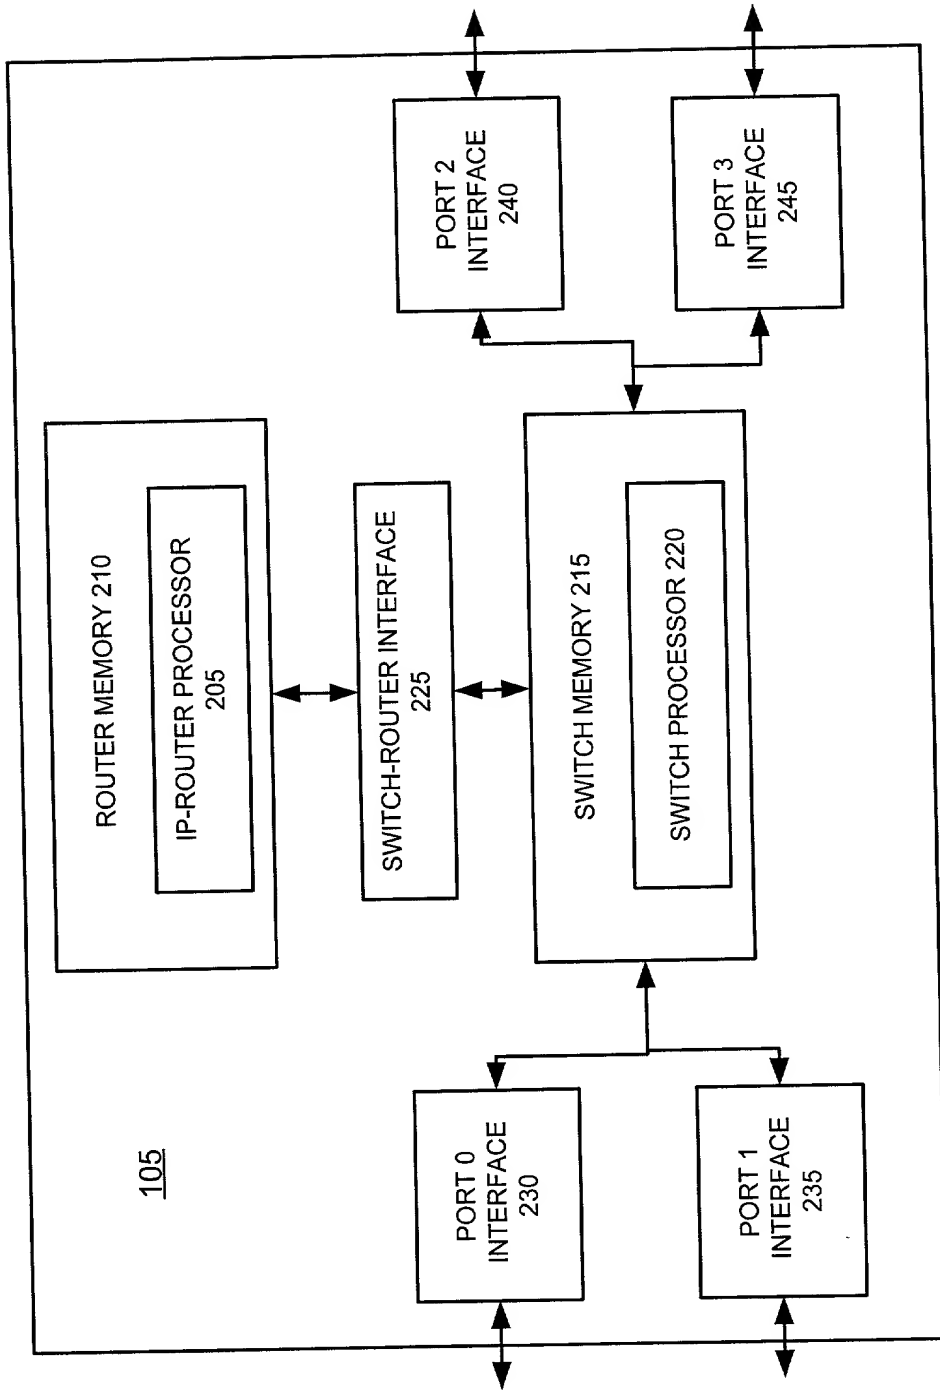 105
ROUTER MEMORY 210
IP-ROUTER PROCESSOR
205
SWITCH-ROUTER INTERFACE
225
SWITCH MEMORY 215
SWITCH PROCESSOR 220
PORT 0
INTERFACE
230
PORT 1
INTERFACE
235
PORT 2
INTERFACE
240
PORT 3
INTERFACE
245